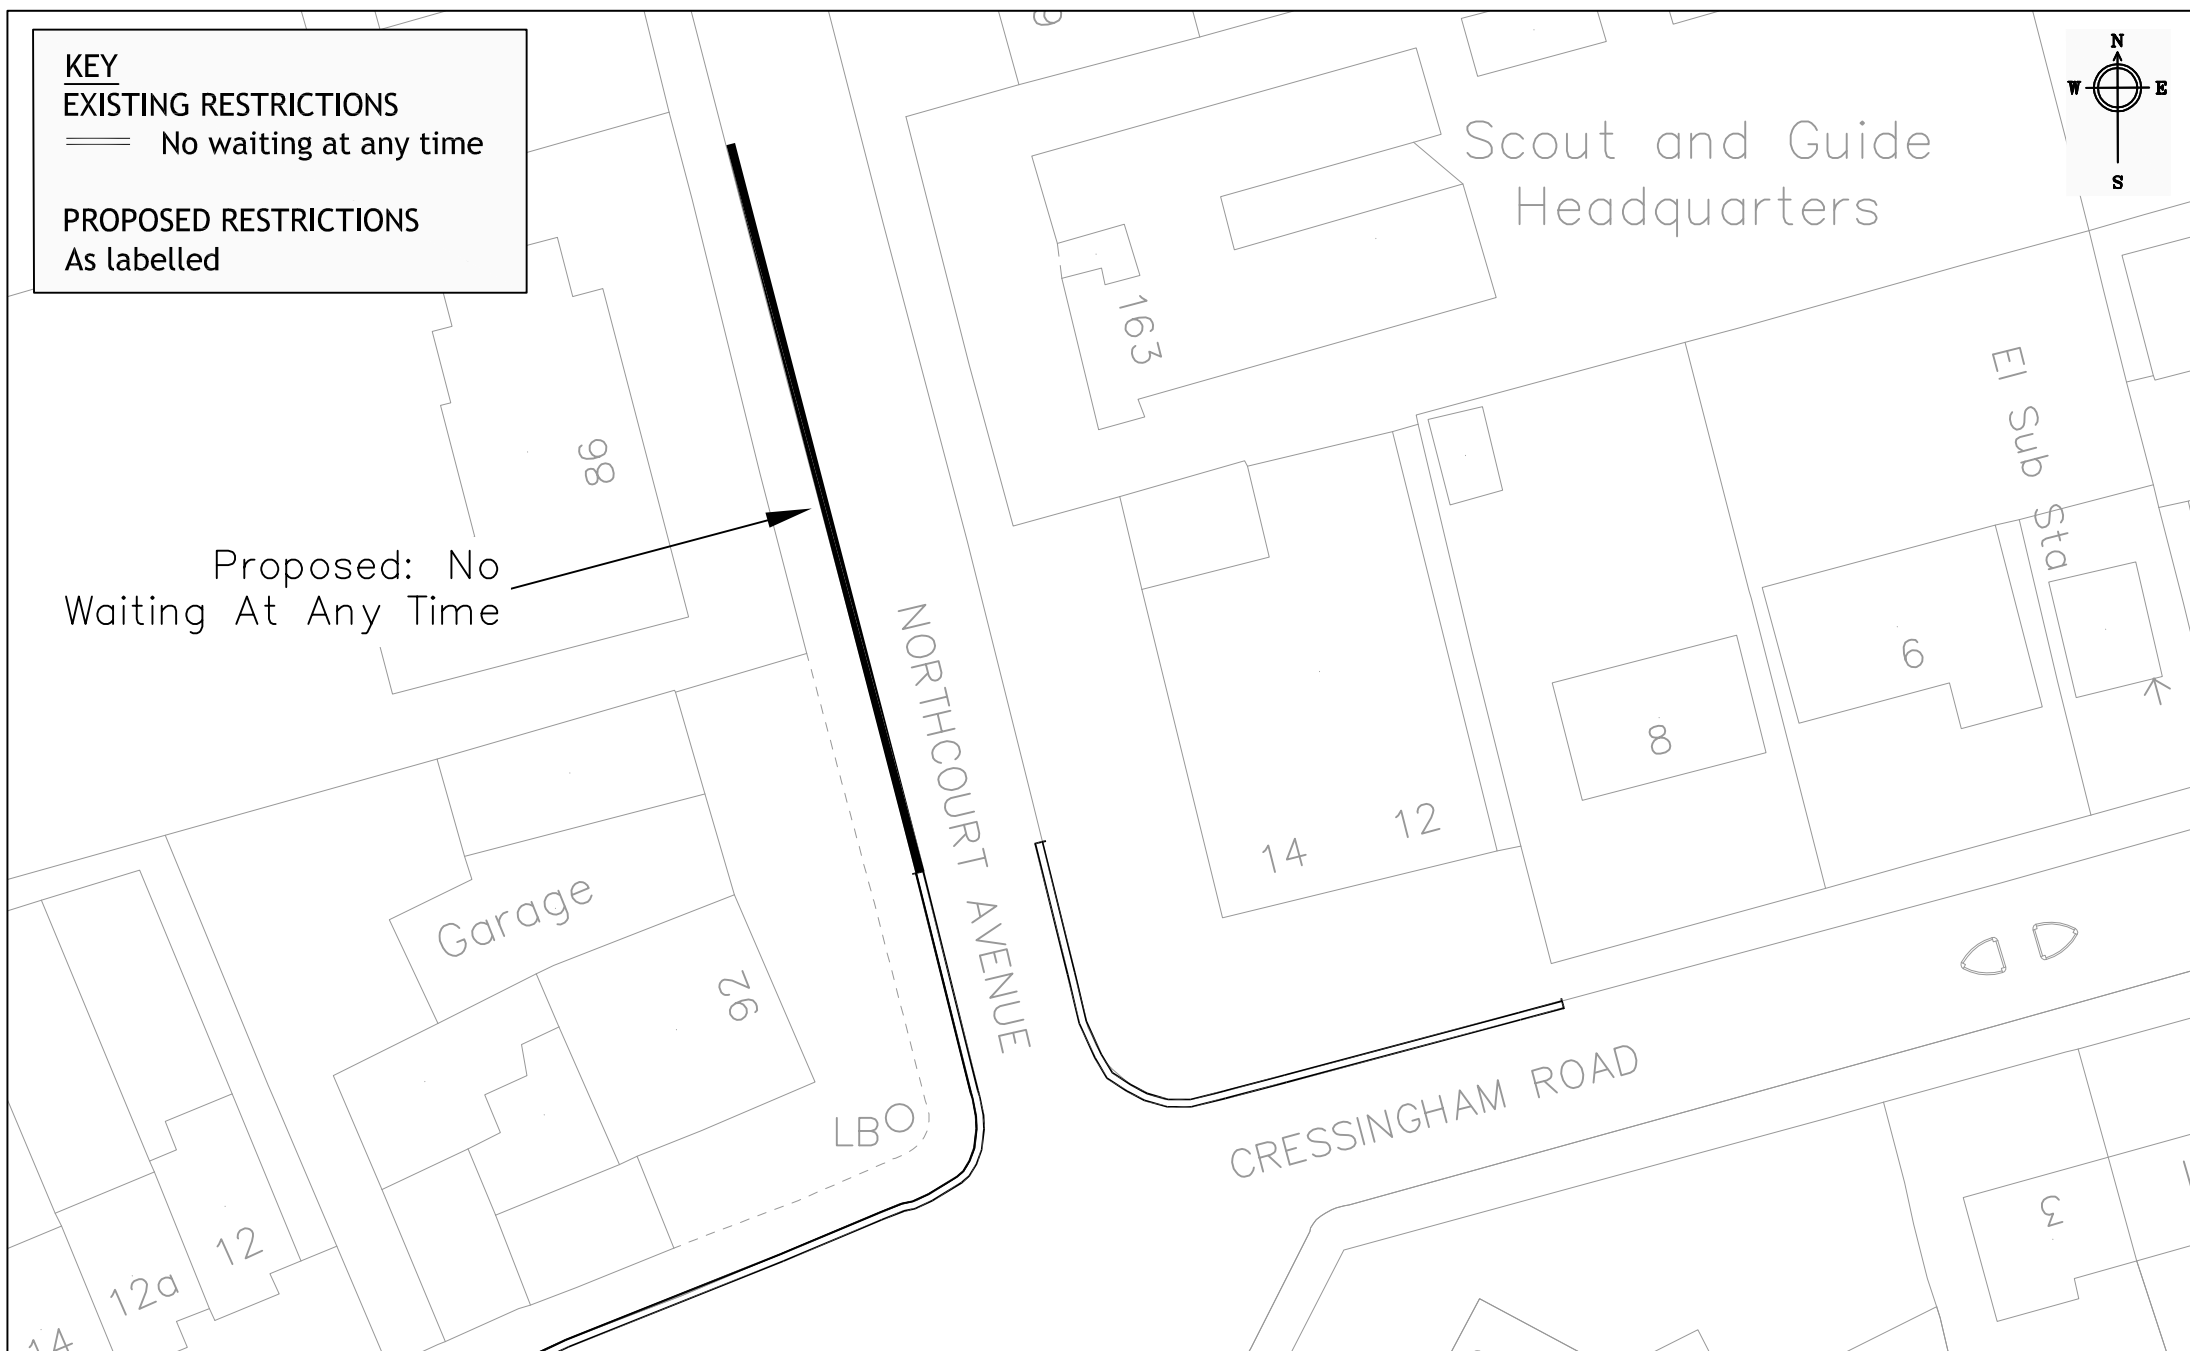 KEY
EXISTING RESTRICTIONS
No waiting at any time
PROPOSED RESTRICTIONS
As labelled
N
W E
S
Scout and Guide
Headquarters
163
El Sub Sta
98
Proposed: No
Waiting At Any Time
NORTHCOURT AVENUE
6
8
12
14
Garage
92
LB
CRESSINGHAM ROAD
12
12a
14
3